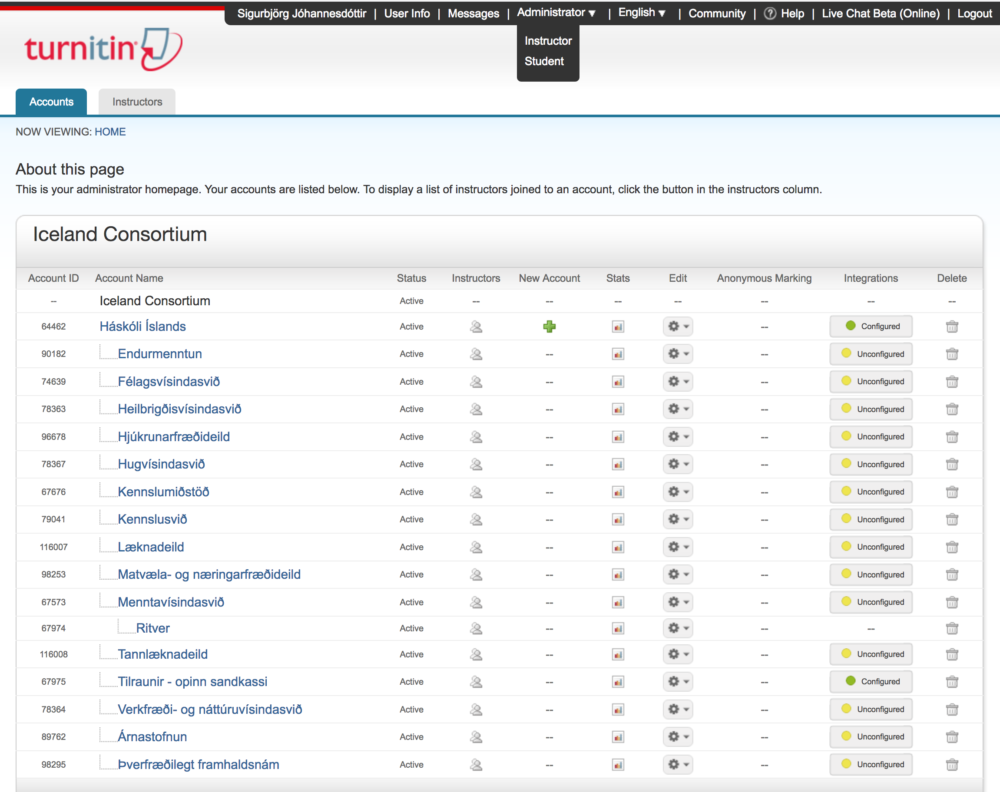 Sigurbjörg Jóhannesdóttir | User Info | Messages | Administrator ▼ | English ▼ | Community | ? Help | Live Chat Beta (Online) | Logout
Instructor
Student
turnitin
Accounts Instructors
NOW VIEWING: HOME
About this page
This is your administrator homepage. Your accounts are listed below. To display a list of instructors joined to an account, click the button in the instructors column.
Iceland Consortium
Account ID Account Name Status Instructors New Account Stats Edit Anonymous Marking Integrations Delete
-- Iceland Consortium Active -- -- -- -- -- -- --
64462 Háskóli Íslands Active -- Configured
90182 Endurmenntun Active -- -- Unconfigured
74639 Félagsvísindasvið Active -- -- Unconfigured
78363 Heilbrigðisvísindasvið Active -- -- Unconfigured
96678 Hjúkrunarfræðideild Active -- -- Unconfigured
78367 Hugvísindasvið Active -- -- Unconfigured
67676 Kennslumiðstöð Active -- -- Unconfigured
79041 Kennslusvið Active -- -- Unconfigured
116007 Læknadeild Active -- -- Unconfigured
98253 Matvæla- og næringarfræðideild Active -- -- Unconfigured
67573 Menntavísindasvið Active -- -- Unconfigured
67974 Ritver Active -- -- --
116008 Tannlæknadeild Active -- -- Unconfigured
67975 Tilraunir - opinn sandkassi Active -- -- Configured
78364 Verkfræði- og náttúruvísindasvið Active -- -- Unconfigured
89762 Árnastofnun Active -- -- Unconfigured
98295 Þverfræðilegt framhaldsnám Active -- -- Unconfigured